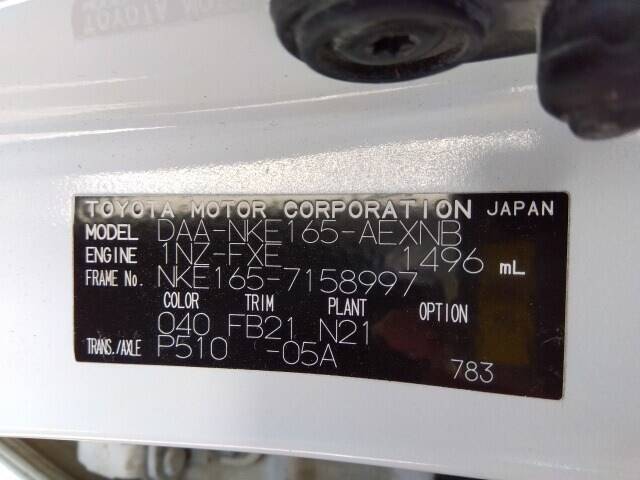 TOYOTA MOTOR CORPORATION JAPAN
MODEL DAA-NKE165-AEXNB
ENGINE 1NZ-FXE 1496 mL
FRAME No. NKE165-7158997
COLOR TRIM PLANT OPTION
040 FB21 N21
TRANS./AXLE P510 -05A
783